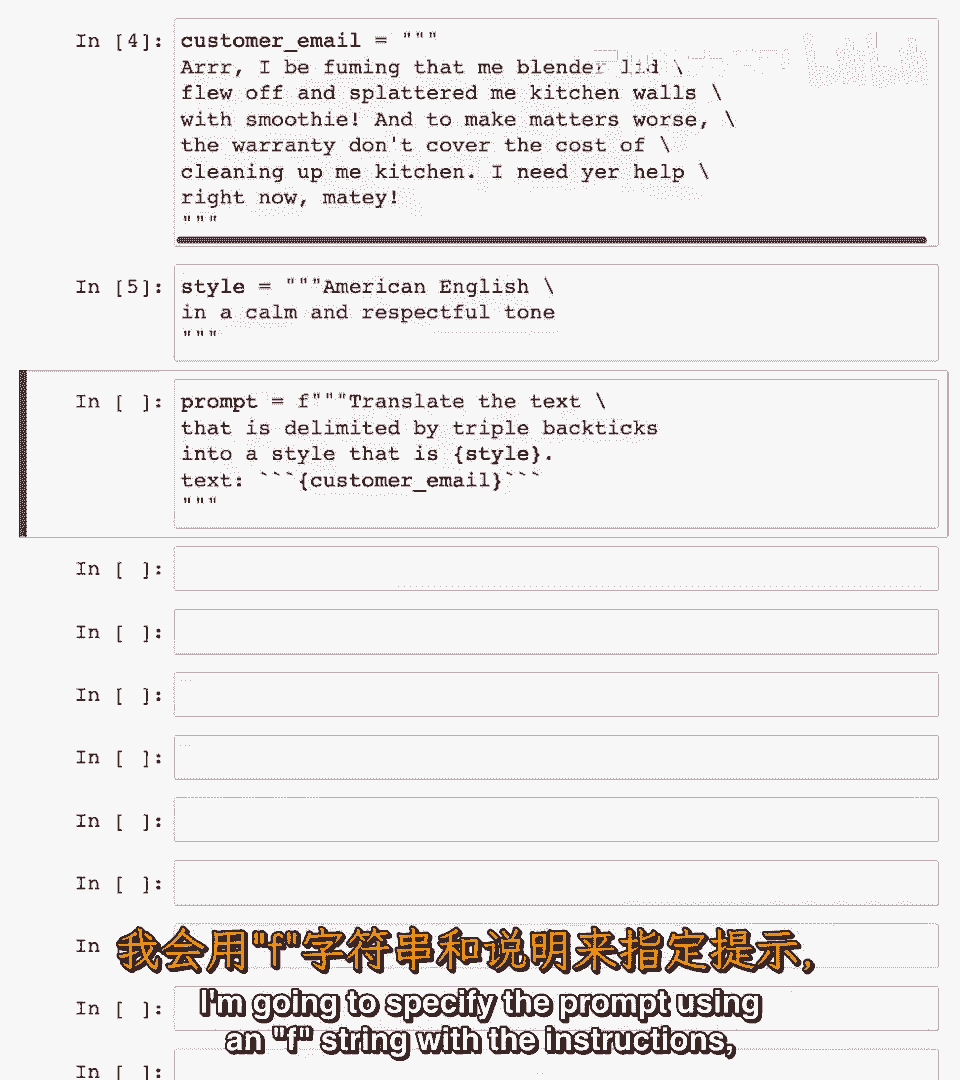 In [4]: customer_email = """
Arrr, I be fuming that me blender lid \
flew off and splattered me kitchen walls \
with smoothie! And to make matters worse, \
the warranty don't cover the cost of \
cleaning up me kitchen. I need yer help \
right now, matey!
"""
In [5]: style = """American English \
in a calm and respectful tone
"""
In [ ]: prompt = f"""Translate the text \
that is delimited by triple backticks
into a style that is {style}.
text: ```{customer_email}```
"""
In [ ]:
In [ ]:
In [ ]:
In [ ]:
In [ ]:
In [ ]:
In
我会用"f"字符串和说明来指定提示,
In [ ]:
I'm going to specify the prompt using
an "f" string with the instructions,
In [ ]: